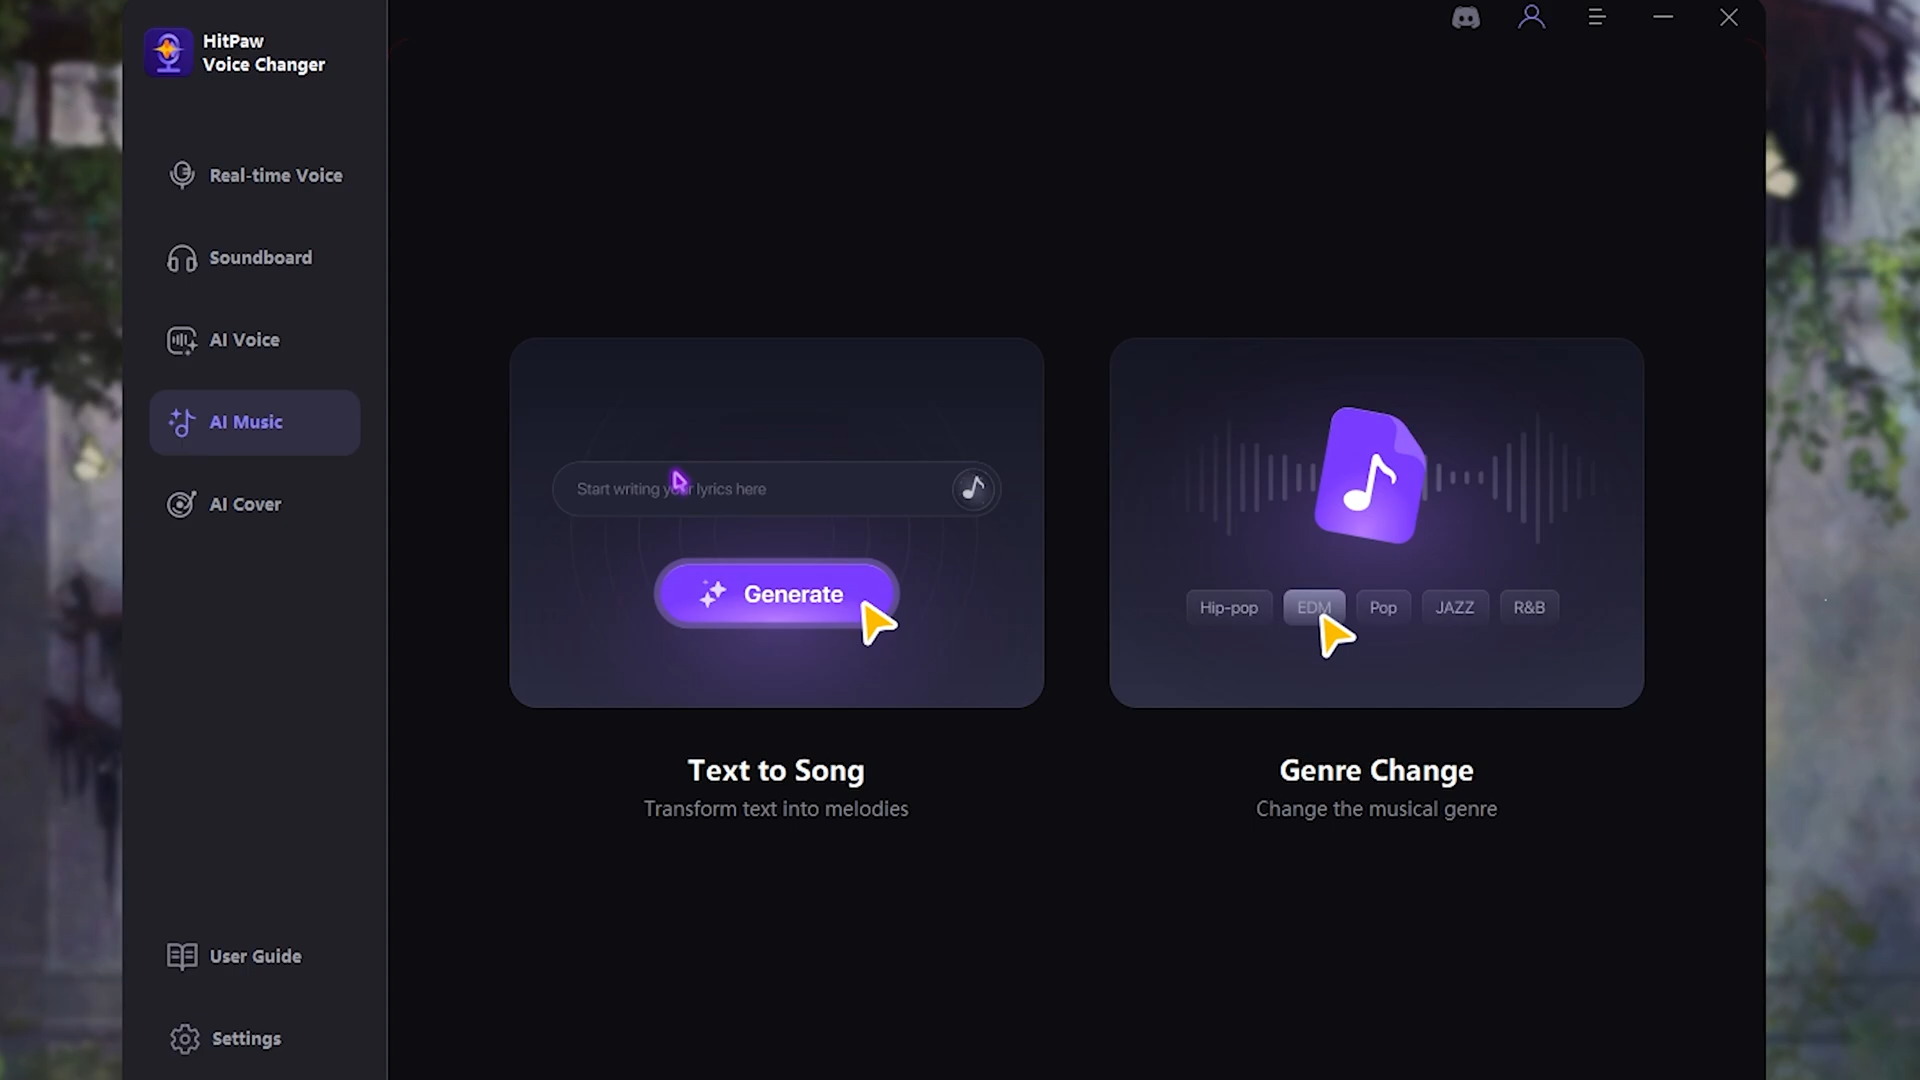 HitPaw
Voice Changer
Real-time Voice
Soundboard
AI Voice
AI Music
AI Cover
User Guide
Settings
Start writing your lyrics here
Generate
Text to Song
Transform text into melodies
Hip-pop
EDM
Pop
JAZZ
R&B
Genre Change
Change the musical genre